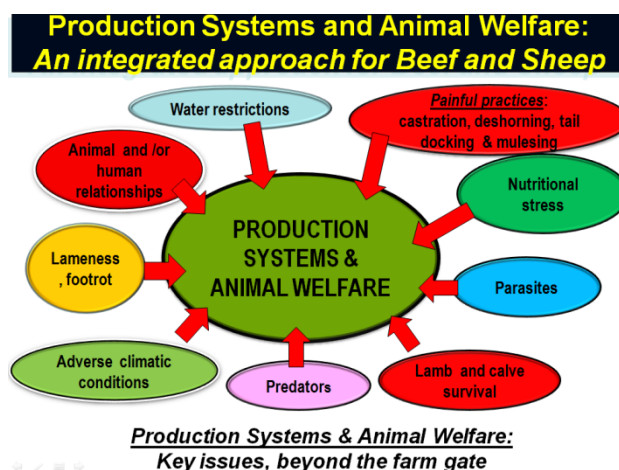 Production Systems and Animal Welfare:
An integrated approach for Beef and Sheep
Water restrictions
Painful practices:
castration, deshorning, tail
docking & mulesing
Animal and /or
human
relationships
Nutritional
stress
PRODUCTION
SYSTEMS &
ANIMAL WELFARE
Lameness
, footrot
Parasites
Adverse climatic
conditions
Predators
Lamb and calve
survival
Production Systems & Animal Welfare:
Key issues, beyond the farm gate